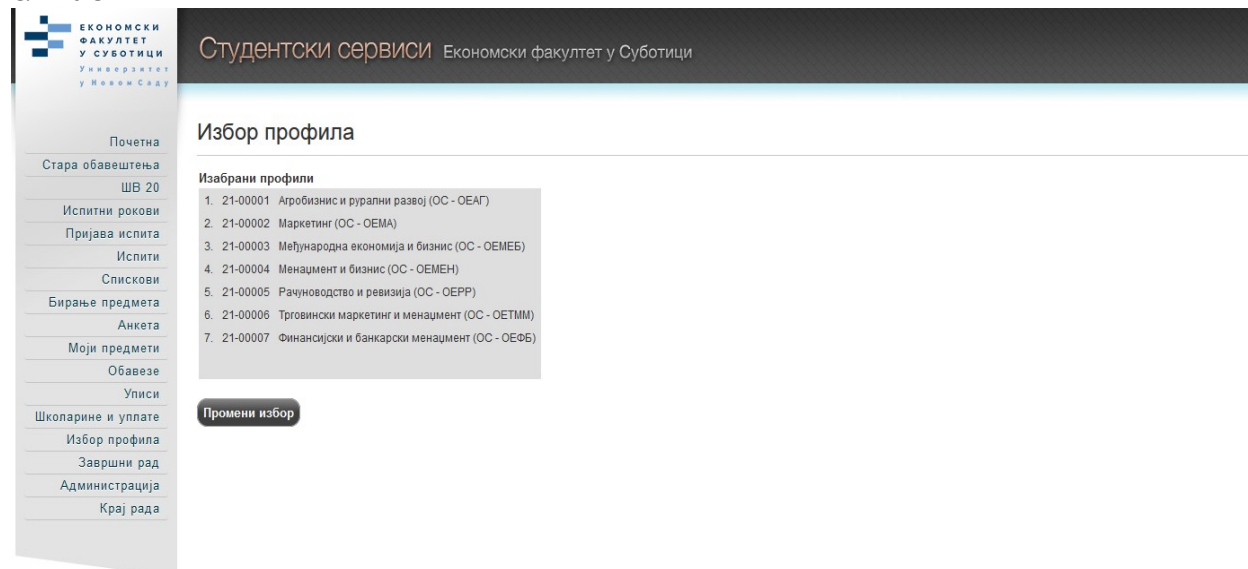 ЕКОНОМСКИ
ФАКУЛТЕТ
У СУБОТИЦИ
Универзитет
у Новом Саду
Студентски сервиси Економски факултет у Суботици
Почетна
Стара обавештења
ШВ 20
Испитни рокови
Пријава испита
Испити
Спискови
Бирање предмета
Анкета
Моји предмети
Обавезе
Уписи
Школарине и уплате
Избор профила
Завршни рад
Администрација
Крај рада
Избор профила
Изабрани профили
1. 21-00001 Агробизнис и рурални развој (ОС - ОЕАГ)
2. 21-00002 Маркетинг (ОС - ОЕМА)
3. 21-00003 Међународна економија и бизнис (ОС - ОЕМЕБ)
4. 21-00004 Менаџмент и бизнис (ОС - ОЕМЕН)
5. 21-00005 Рачуноводство и ревизија (ОС - ОЕРР)
6. 21-00006 Трговински маркетинг и менаџмент (ОС - ОЕТММ)
7. 21-00007 Финансијски и банкарски менаџмент (ОС - ОЕФБ)
Промени избор